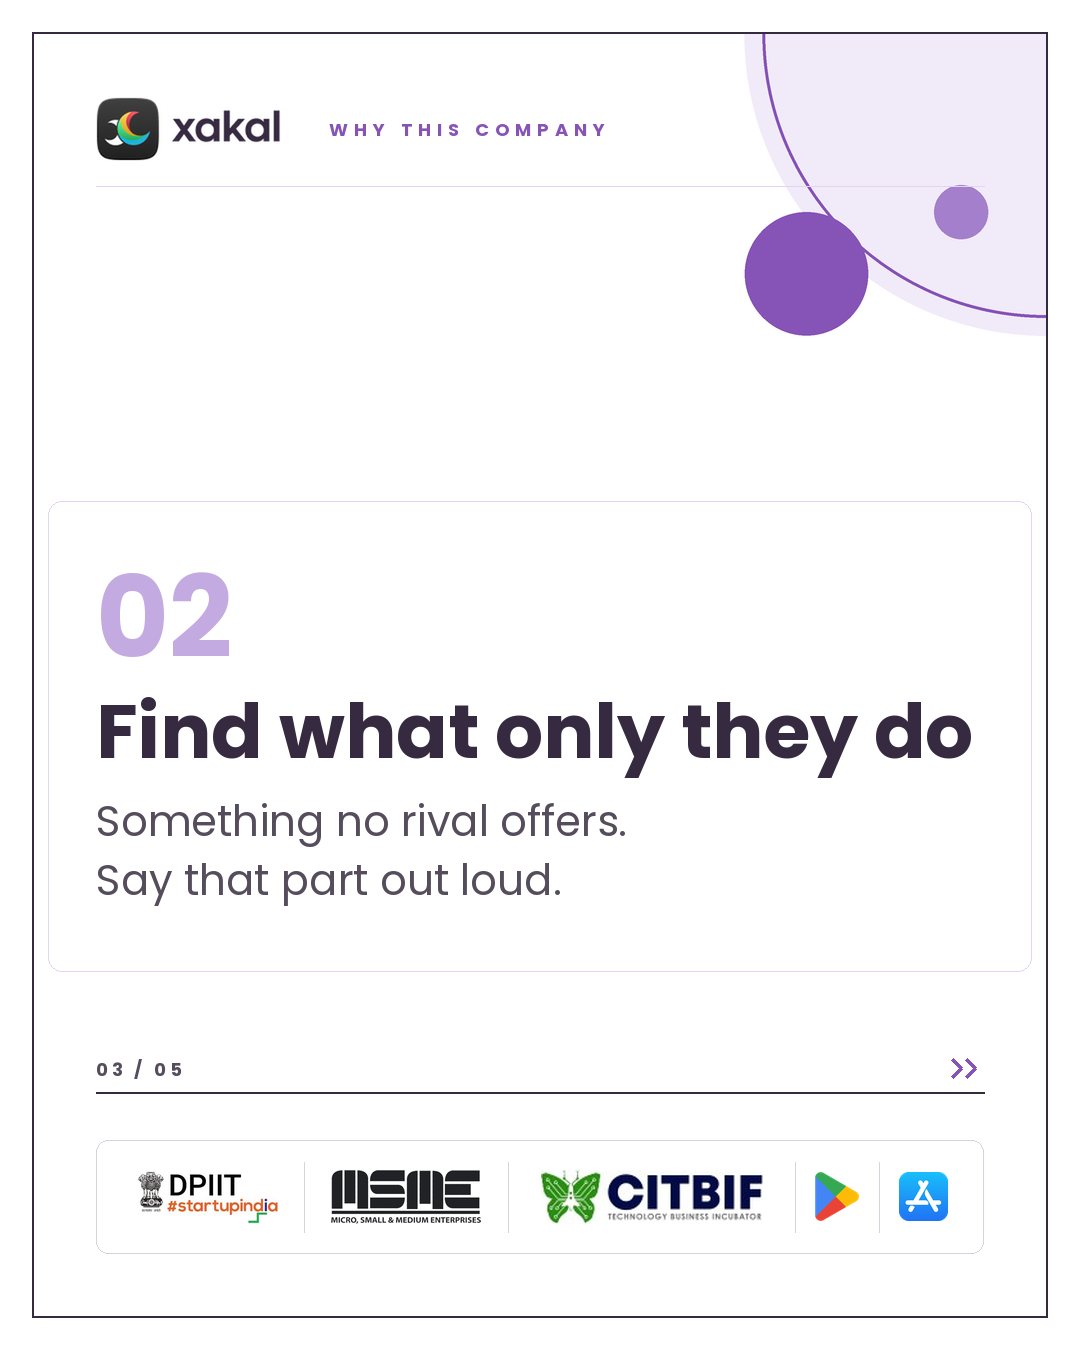 xakal
WHY THIS COMPANY
02
Find what only they do
Something no rival offers.
Say that part out loud.
03 / 05
DPIIT
#startupindia
MSME
MICRO, SMALL & MEDIUM ENTERPRISES
CITBIF
TECHNOLOGY BUSINESS INCUBATOR